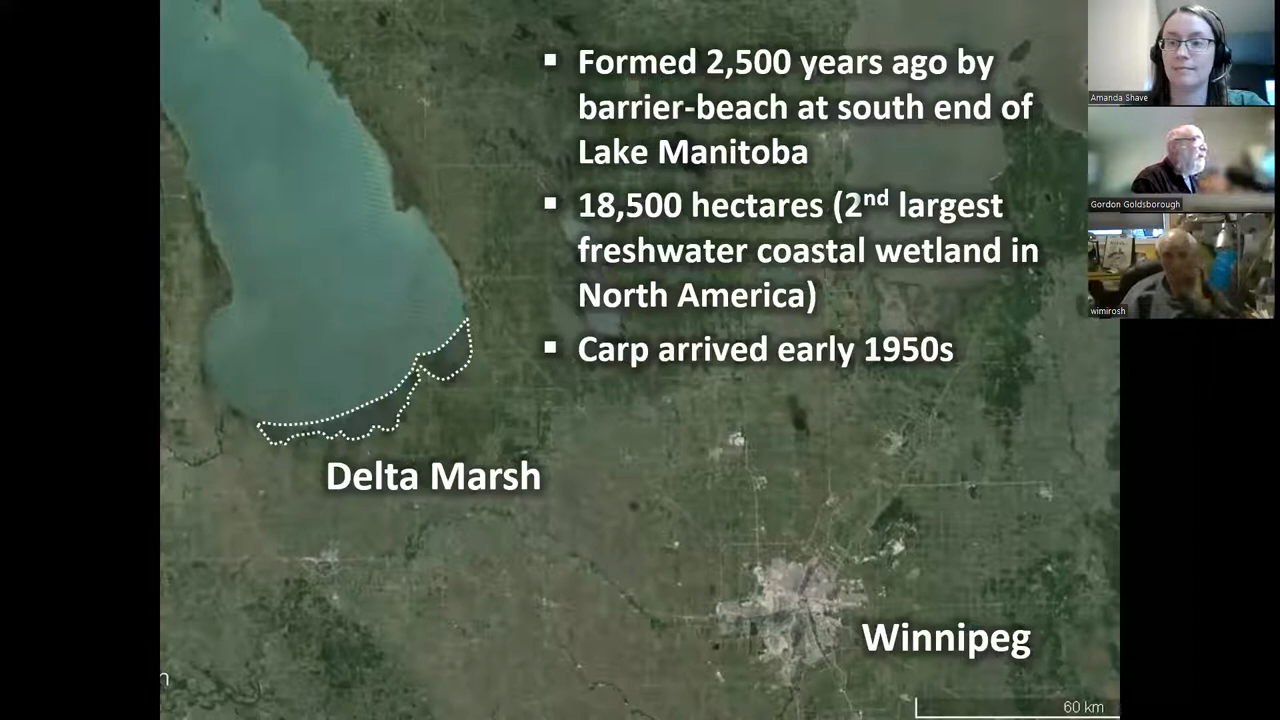 ▪ Formed 2,500 years ago by
barrier-beach at south end of
Lake Manitoba
▪ 18,500 hectares (2nd largest
freshwater coastal wetland in
North America)
▪ Carp arrived early 1950s
Delta Marsh
Winnipeg
n
60 km
Amanda Shave
Gordon Goldsborough
wimirosh